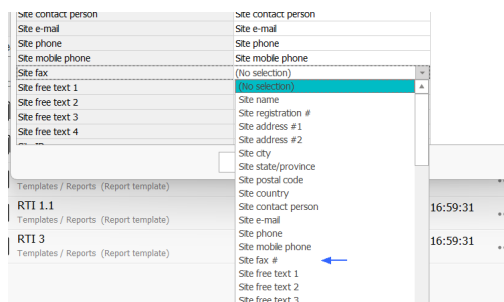 Site contact person Site contact person
Site e-mail Site e-mail
Site phone Site phone
Site mobile phone Site mobile phone
Site fax (No selection)
Site free text 1 (No selection)
Site free text 2 Site name
Site free text 3 Site registration #
Site free text 4 Site address #1
Site address #2
Site city
Site state/province
Site postal code
Templates / Reports (Report template) Site country
RTI 1.1 Site contact person 16:59:31
Templates / Reports (Report template) Site e-mail
Site phone
RTI 3 Site mobile phone 16:59:31
Templates / Reports (Report template) Site fax #
Site free text 1
Site free text 2
Site free text 3